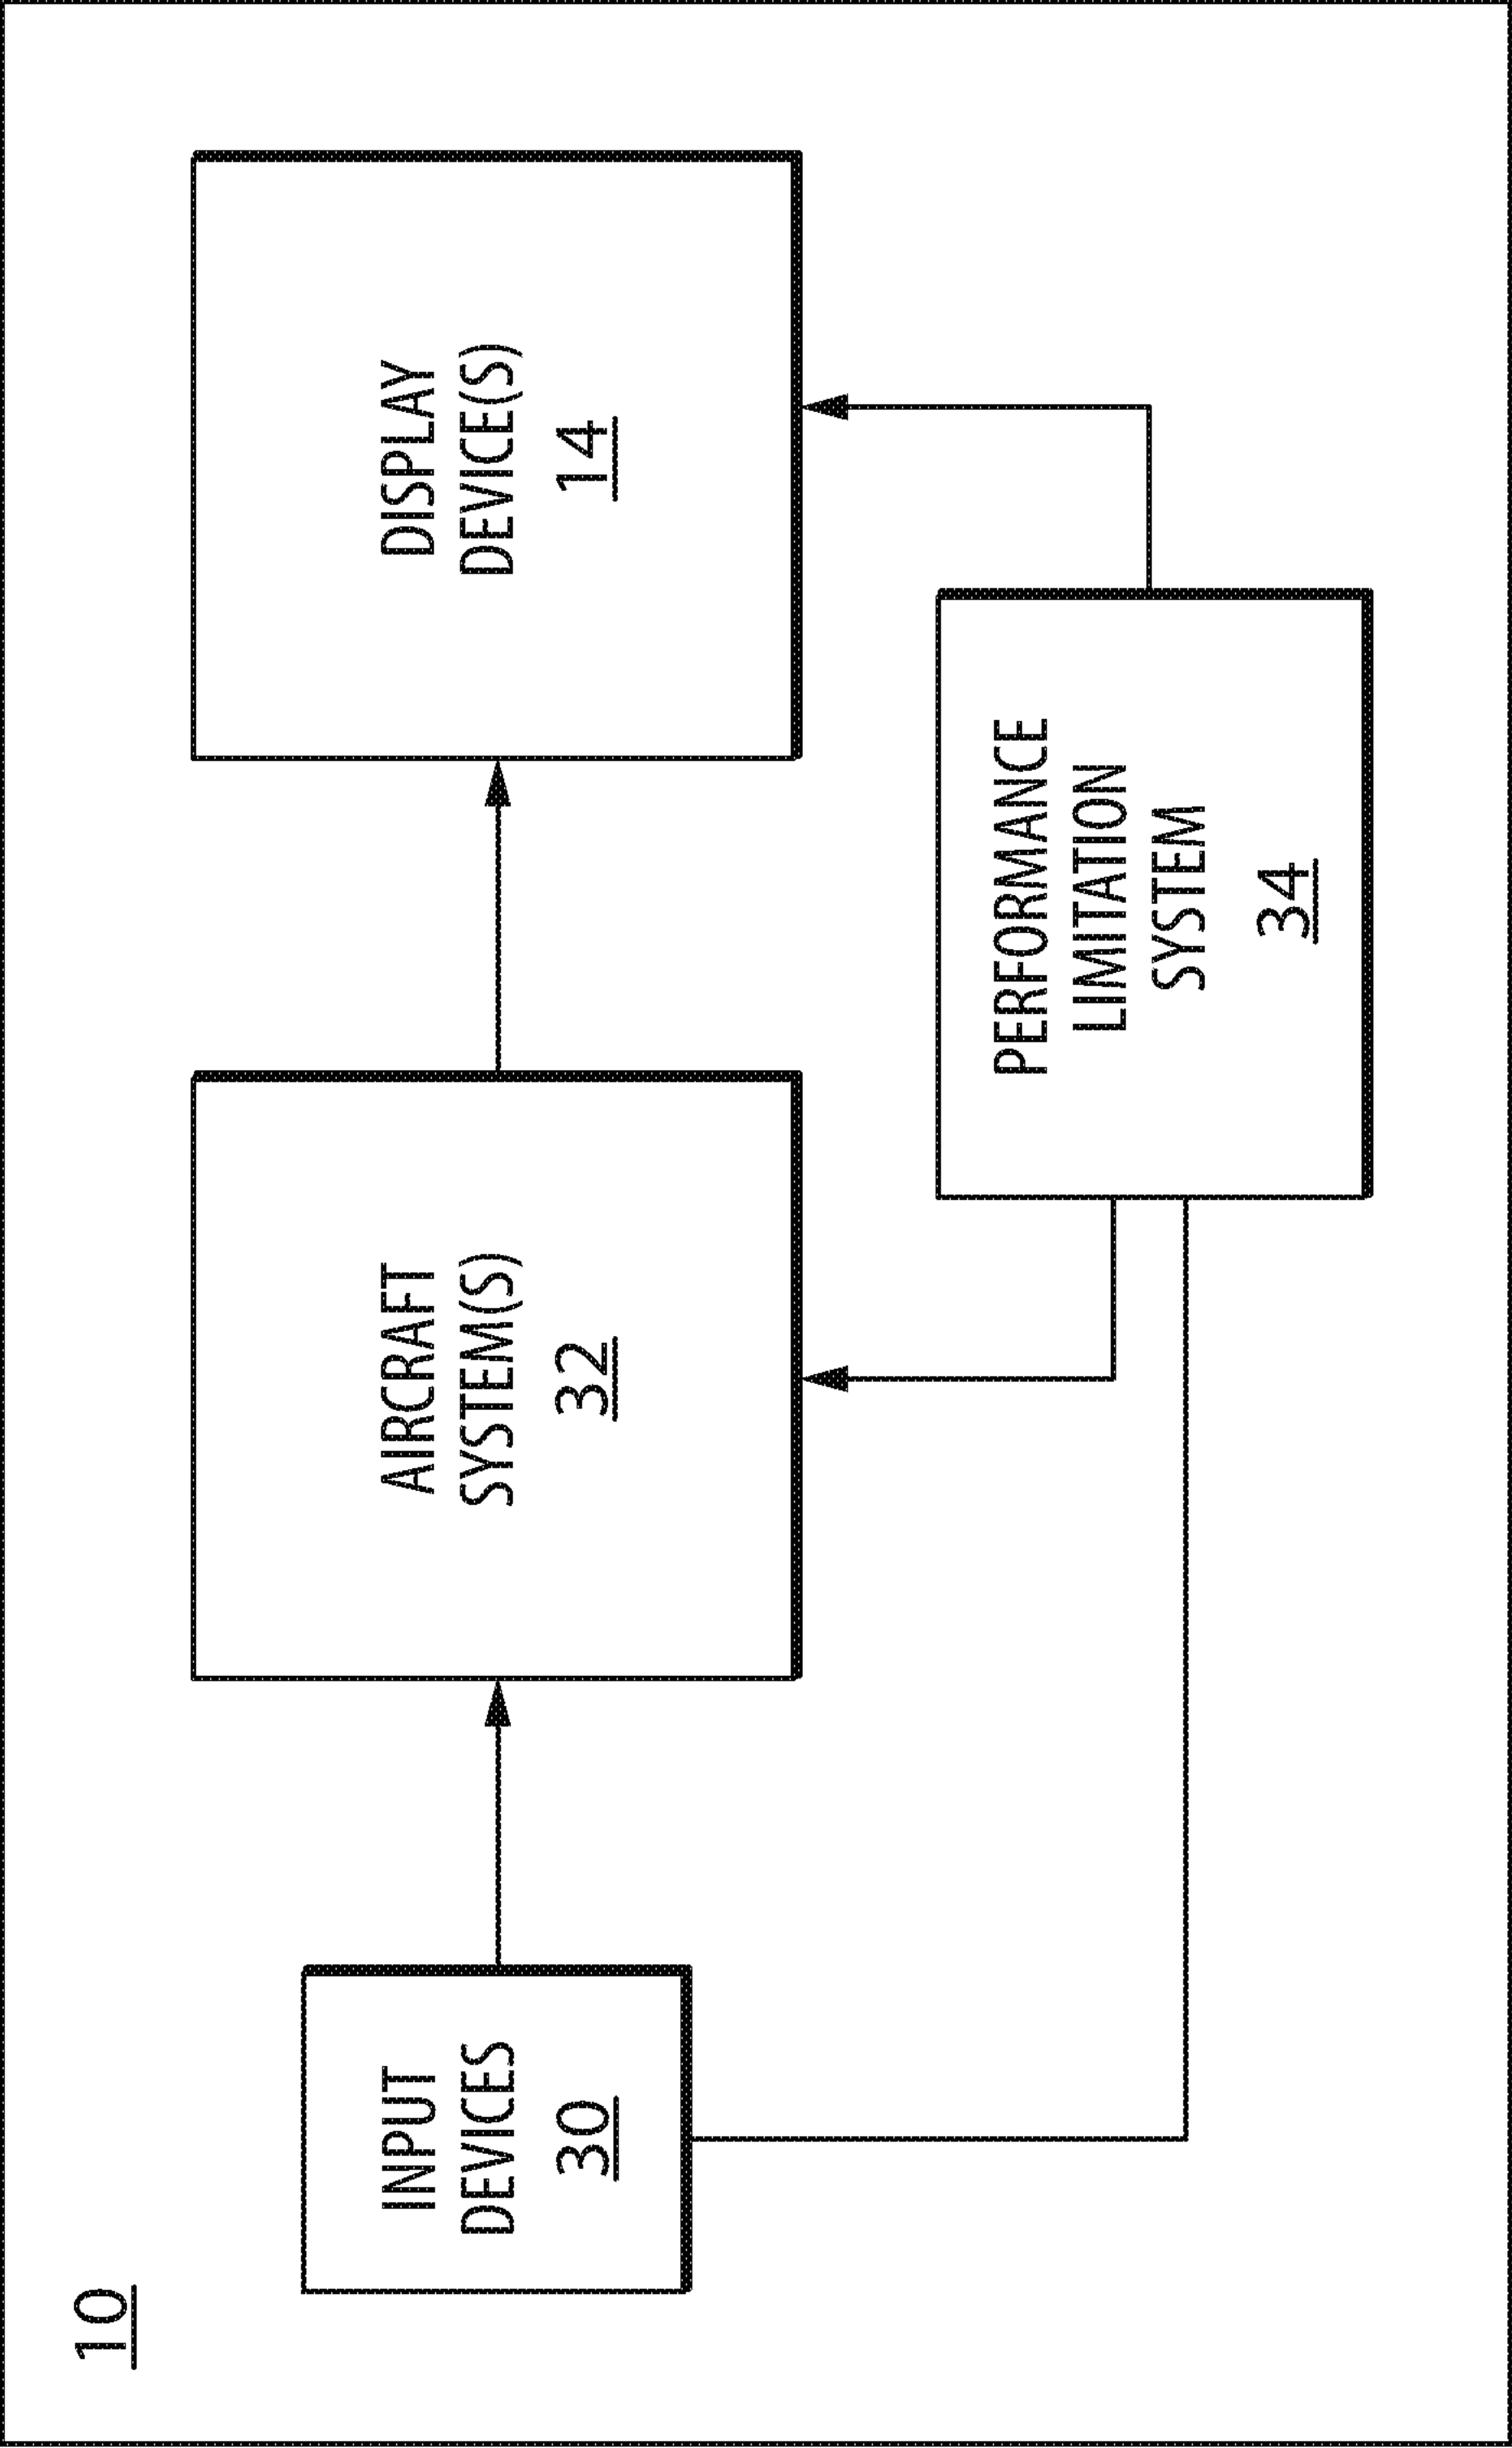 10
INPUT
DEVICES
30
AIRCRAFT
SYSTEM(S)
32
DISPLAY
DEVICE(S)
14
PERFORMANCE
LIMITATION
SYSTEM
34